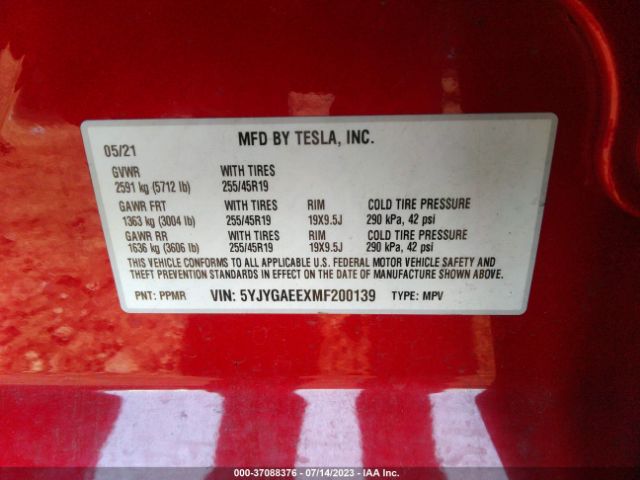 MFD BY TESLA, INC.
05/21
GVWR WITH TIRES
2591 kg (5712 lb) 255/45R19
GAWR FRT WITH TIRES RIM COLD TIRE PRESSURE
1363 kg (3004 lb) 255/45R19 19X9.5J 290 kPa, 42 psi
GAWR RR WITH TIRES RIM COLD TIRE PRESSURE
1636 kg (3606 lb) 255/45R19 19X9.5J 290 kPa, 42 psi
THIS VEHICLE CONFORMS TO ALL APPLICABLE U.S. FEDERAL MOTOR VEHICLE SAFETY AND
THEFT PREVENTION STANDARDS IN EFFECT ON THE DATE OF MANUFACTURE SHOWN ABOVE.
PNT: PPMR VIN: 5YJYGAEEXMF200139 TYPE: MPV
000-37088376 - 07/14/2023 - IAA Inc.